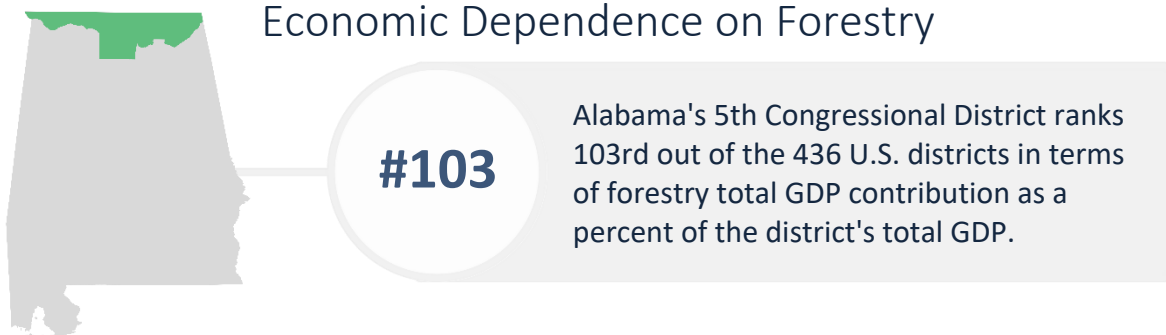 Economic Dependence on Forestry
#103
Alabama's 5th Congressional District ranks
103rd out of the 436 U.S. districts in terms
of forestry total GDP contribution as a
percent of the district's total GDP.